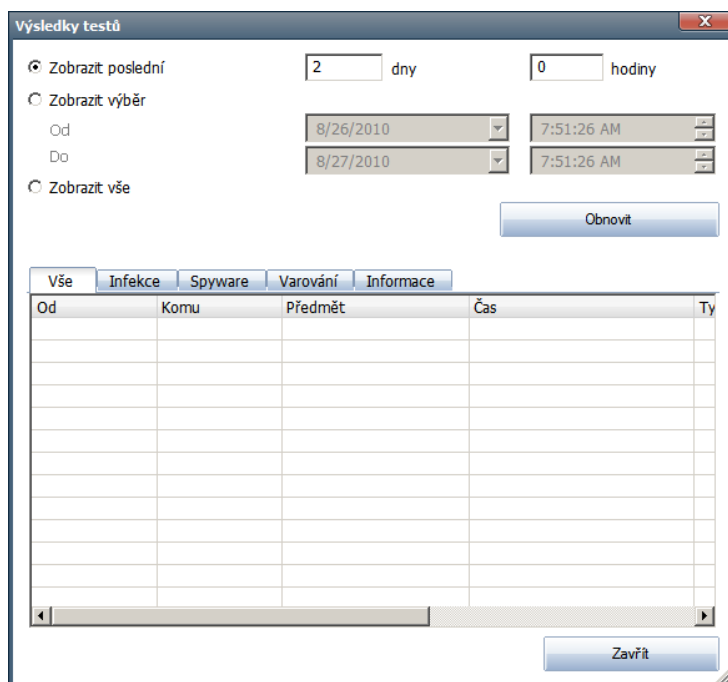 Výsledky testů
Zobrazit poslední 2 dny 0 hodiny
Zobrazit výběr
Od 8/26/2010 7:51:26 AM
Do 8/27/2010 7:51:26 AM
Zobrazit vše
Obnovit
Vše Infekce Spyware Varování Informace
Od Komu Předmět Čas Ty
Zavřít